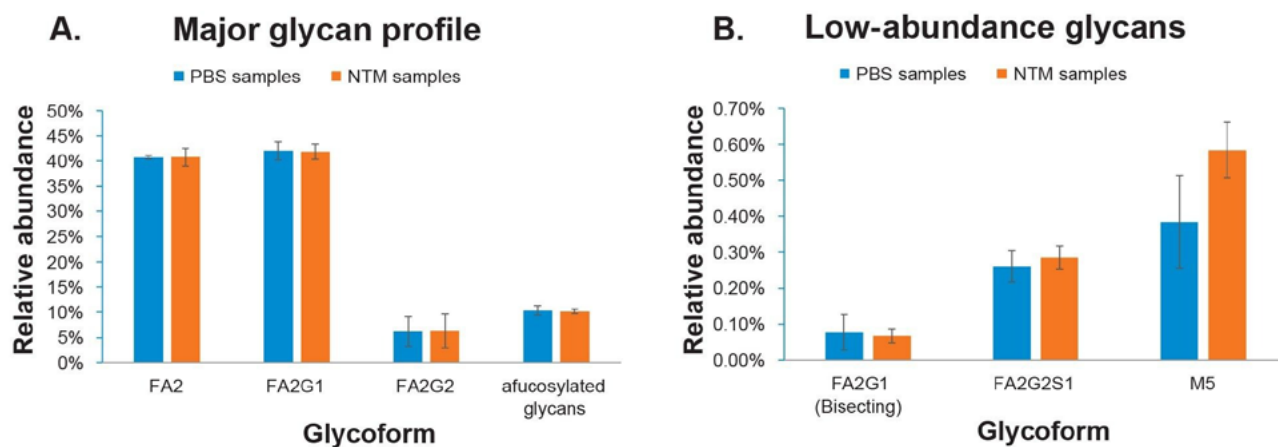 A. Major glycan profile
PBS samples NTM samples
Relative abundance
50%
45%
40%
35%
30%
25%
20%
15%
10%
5%
0%
FA2 FA2G1 FA2G2 afucosylated
glycans
Glycoform
B. Low-abundance glycans
PBS samples NTM samples
Relative abundance
0.70%
0.60%
0.50%
0.40%
0.30%
0.20%
0.10%
0.00%
FA2G1 FA2G2S1 M5
(Bisecting)
Glycoform